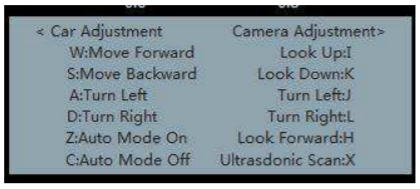 < Car Adjustment Camera Adjustment>
W:Move Forward Look Up:I
S:Move Backward Look Down:K
A:Turn Left Turn Left:J
D:Turn Right Turn Right:L
Z:Auto Mode On Look Forward:H
C:Auto Mode Off Ultrasdonic Scan:X